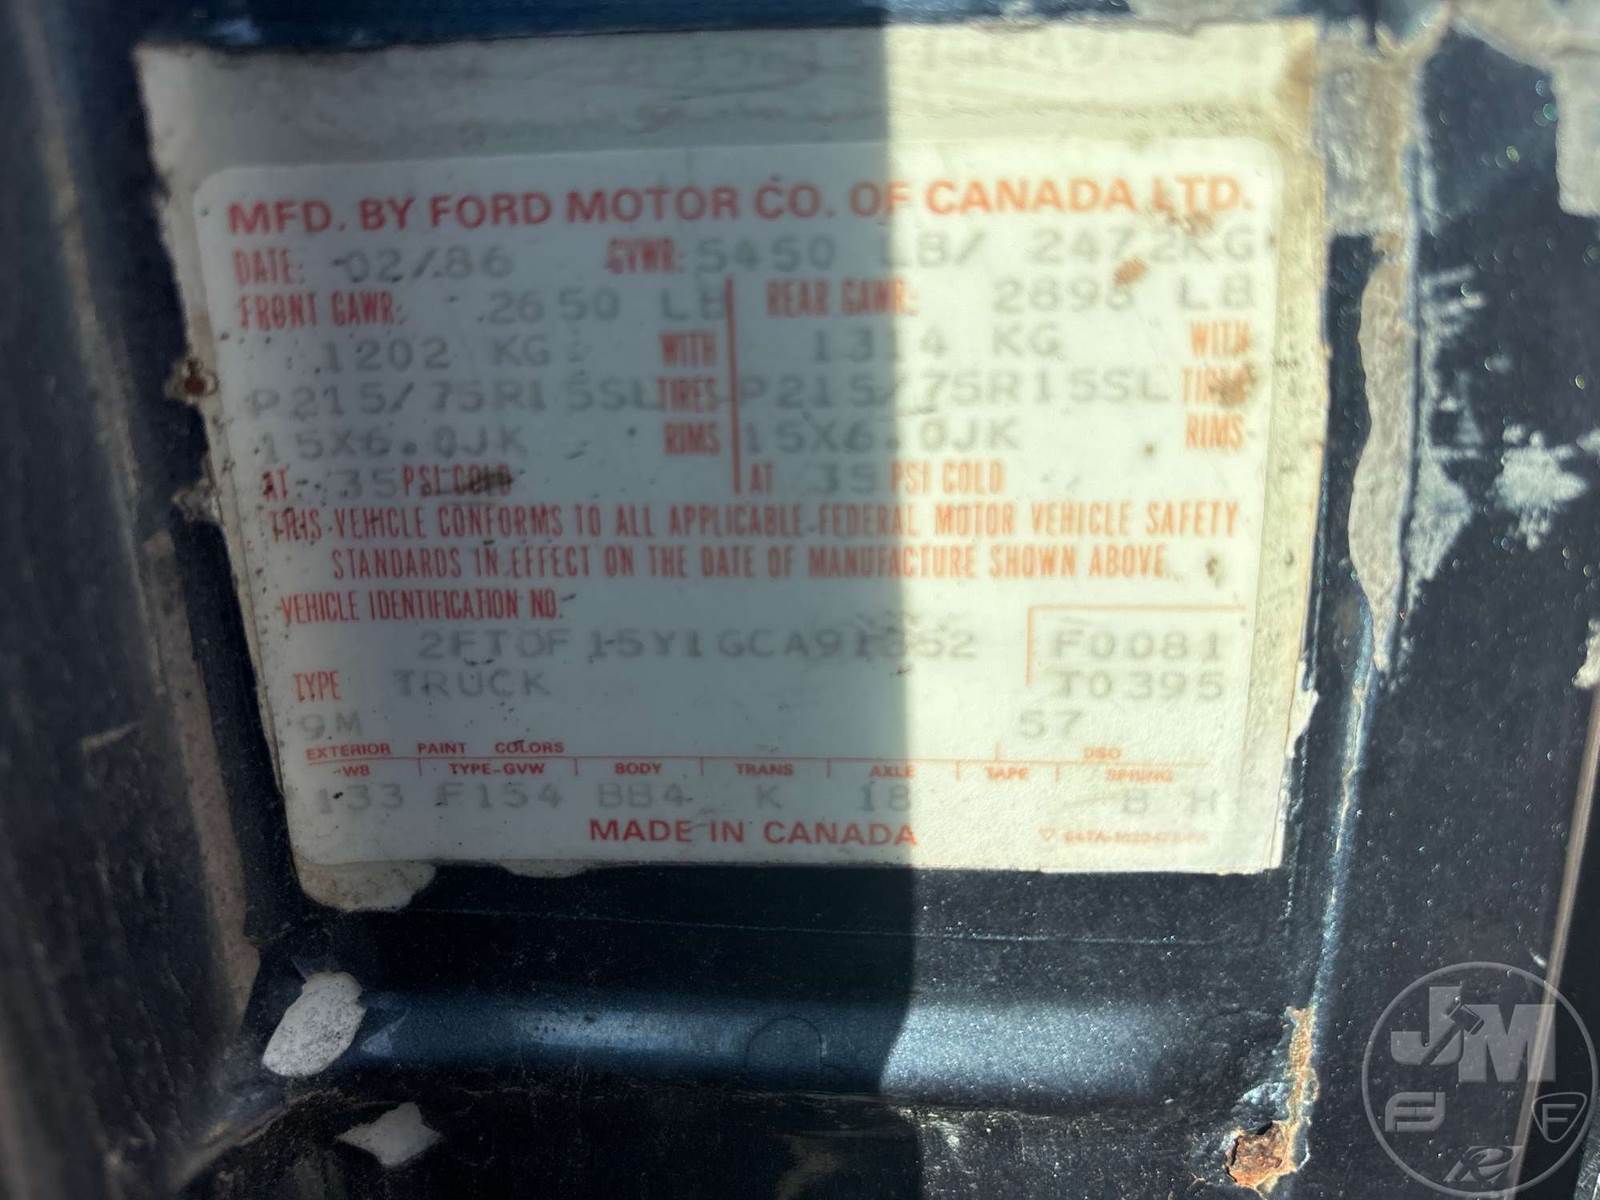 MFD. BY FORD MOTOR CO. OF CANADA LTD.
DATE: 02/86 GVWR: 5450 LB/ 2472KG
FRONT GAWR: 2650 LB REAR GAWR: 2898 LB
1202 KG WITH 1314 KG WITH
P215/75R15SL TIRES P215/75R15SL TIRES
15X6.0JK RIMS 15X6.0JK RIMS
AT 35 PSI COLD AT 35 PSI COLD
THIS VEHICLE CONFORMS TO ALL APPLICABLE FEDERAL MOTOR VEHICLE SAFETY
STANDARDS IN EFFECT ON THE DATE OF MANUFACTURE SHOWN ABOVE.
VEHICLE IDENTIFICATION NO.
F0081
TYPE TRUCK T0395
9M 57
EXTERIOR PAINT COLORS DSO
WB TYPE-GVW BODY TRANS AXLE TAPE SPRING
133 F154 BB4 K 18 B H
MADE IN CANADA
JM